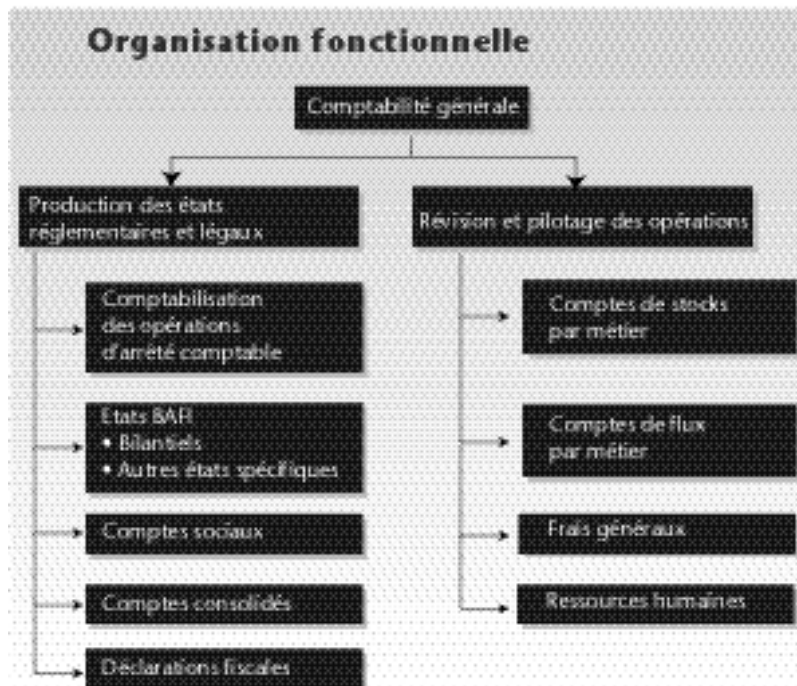 Organisation fonctionnelle
Comptabilité générale
Production des états
réglementaires et légaux
Révision et pilotage des opérations
Comptabilisation
des opérations
d'arrêté comptable
Etats BAFI
• Bilantiels
• Autres états spécifiques
Comptes sociaux
Comptes consolidés
Déclarations fiscales
Comptes de stocks
par métier
Comptes de flux
par métier
Frais généraux
Ressources humaines